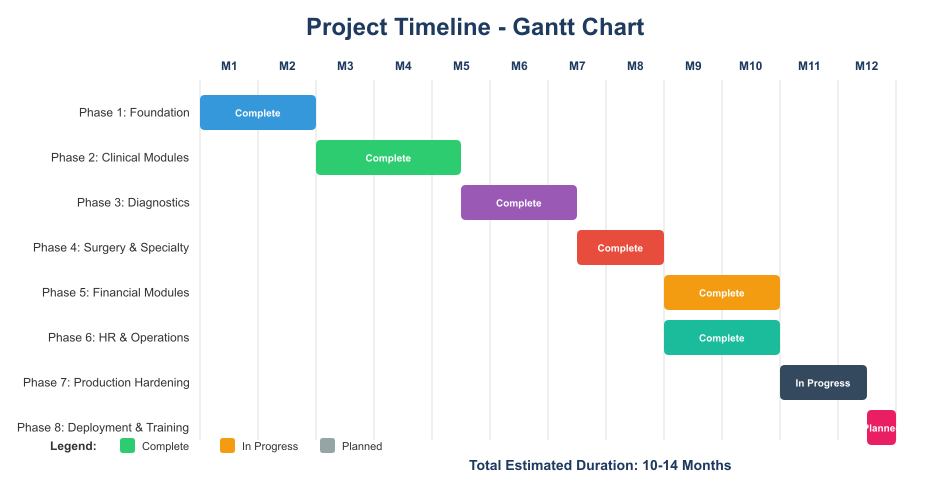 Project Timeline - Gantt Chart
M1 M2 M3 M4 M5 M6 M7 M8 M9 M10 M11 M12
Phase 1: Foundation Complete
Phase 2: Clinical Modules Complete
Phase 3: Diagnostics Complete
Phase 4: Surgery & Specialty Complete
Phase 5: Financial Modules Complete
Phase 6: HR & Operations Complete
Phase 7: Production Hardening In Progress
Phase 8: Deployment & Training Planned
Legend: Complete In Progress Planned
Total Estimated Duration: 10-14 Months